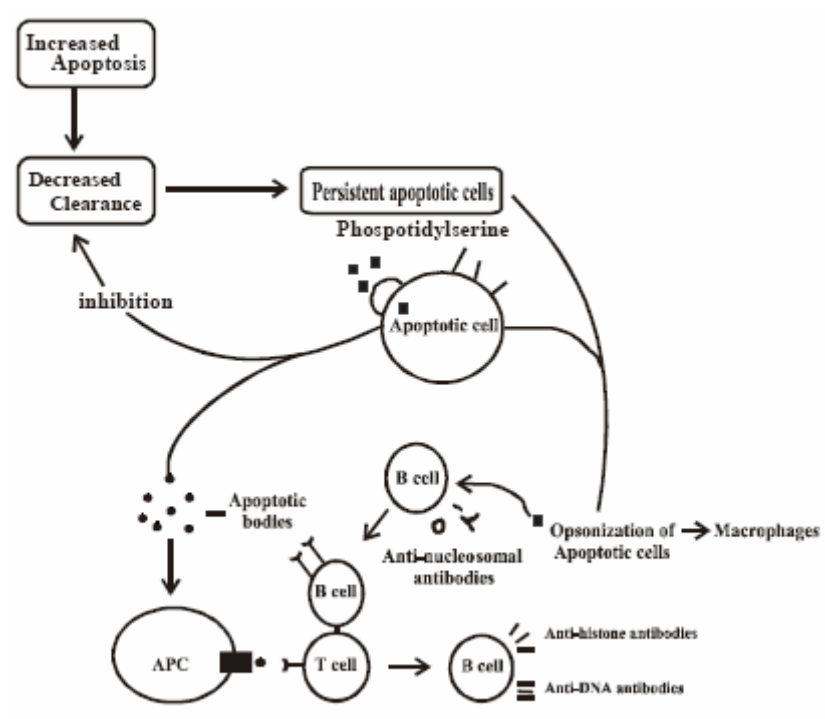 Increased
Apoptosis
Decreased
Clearance
Persistent apoptotic cells
Phospotidylserine
inhibition
Apoptotic cell
B cell
Apoptotic
bodies
Opsonization of
Apoptotic cells
Macrophages
Anti-nucleosomal
antibodies
B cell
APC
T cell
B cell
Anti-histone antibodies
Anti-DNA antibodies